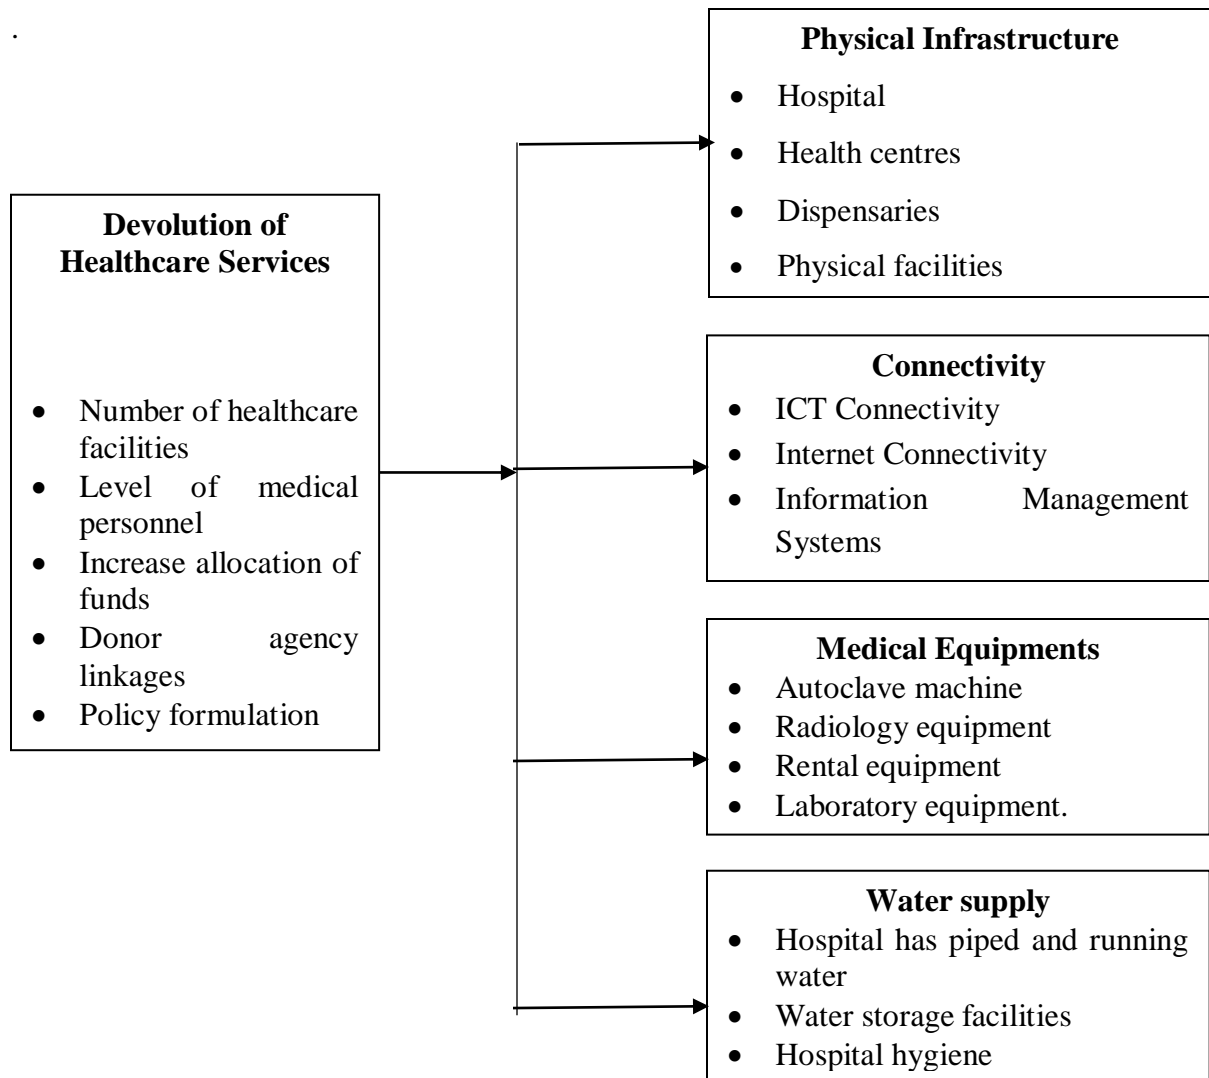 .
Devolution of
Healthcare Services
• Number of healthcare
facilities
• Level of medical
personnel
• Increase allocation of
funds
• Donor agency
linkages
• Policy formulation
Physical Infrastructure
• Hospital
• Health centres
• Dispensaries
• Physical facilities
Connectivity
• ICT Connectivity
• Internet Connectivity
• Information Management
Systems
Medical Equipments
• Autoclave machine
• Radiology equipment
• Rental equipment
• Laboratory equipment.
Water supply
• Hospital has piped and running
water
• Water storage facilities
• Hospital hygiene